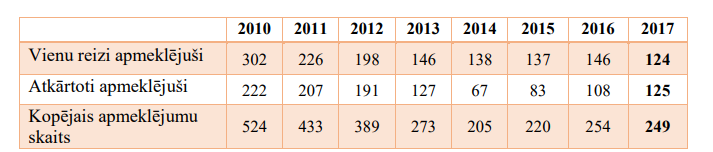 2010 2011 2012 2013 2014 2015 2016 2017
Vienu reizi apmeklējuši 302 226 198 146 138 137 146 124
Atkārtoti apmeklējuši 222 207 191 127 67 83 108 125
Kopējais apmeklējumu 524 433 389 273 205 220 254 249
skaits